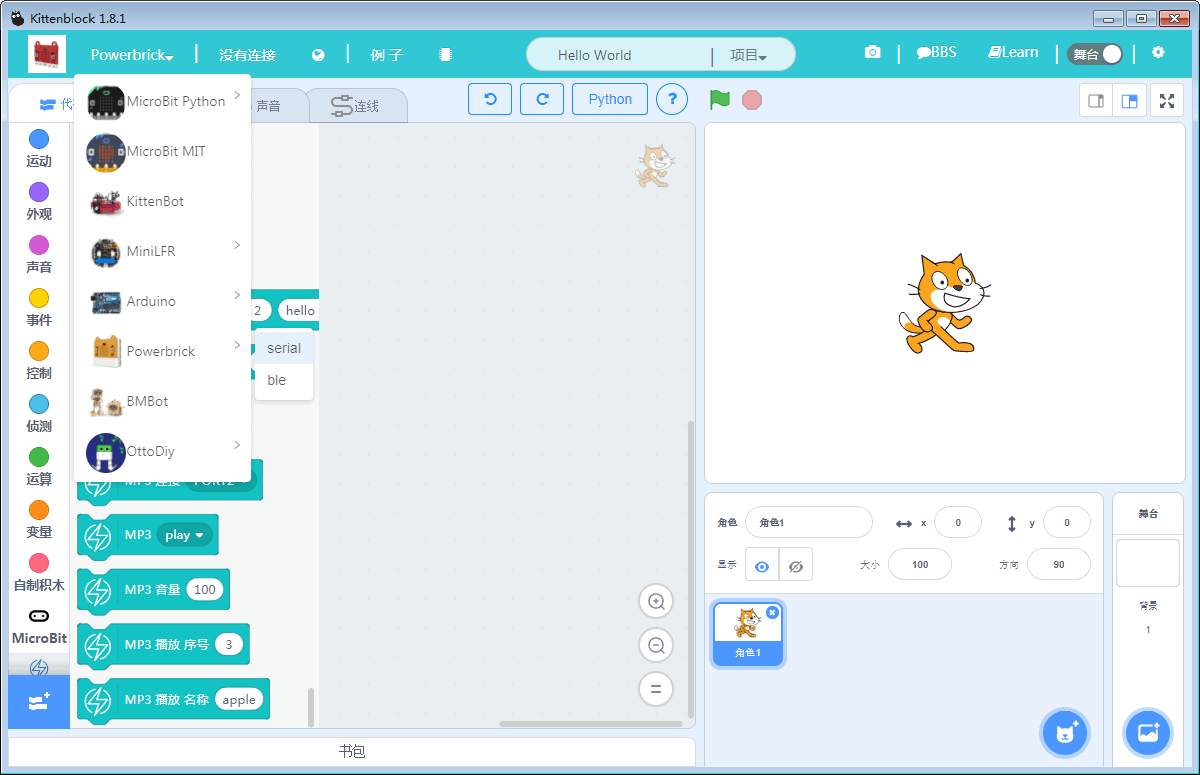 Kittenblock 1.8.1
Powerbrick
没有连接
例子
Hello World
项目
BBS
Learn
舞台
声音
连线
Python
?
MicroBit Python
MicroBit MIT
KittenBot
MiniLFR
Arduino
Powerbrick
BMBot
OttoDiy
serial
ble
运动
外观
声音
事件
控制
侦测
运算
变量
自制积木
MicroBit
2
hello
MP3 连接 PORT2
MP3 play
MP3 音量 100
MP3 播放 序号 3
MP3 播放 名称 apple
书包
角色 角色1
x 0
y 0
显示
大小 100
方向 90
角色1
舞台
背景
1